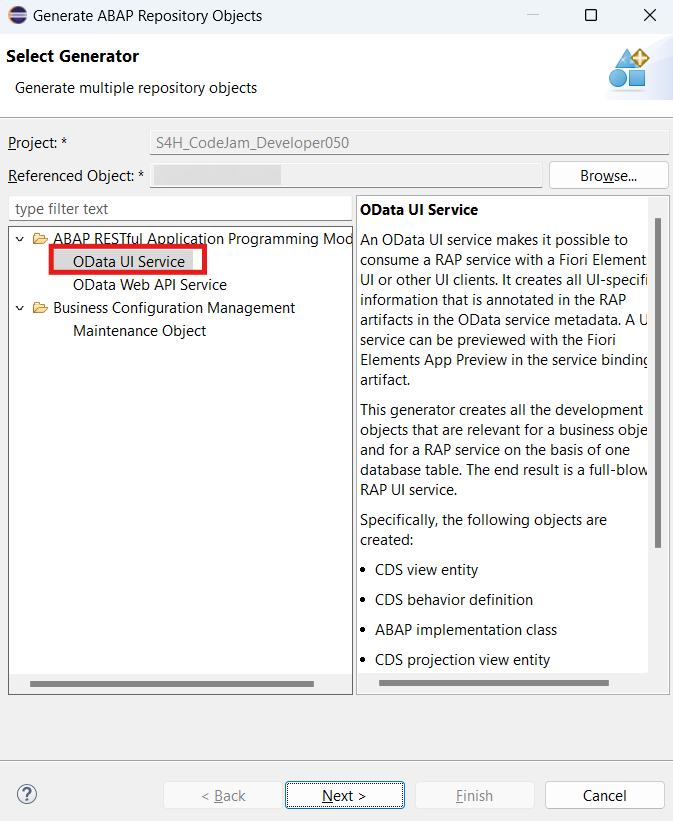 Generate ABAP Repository Objects
Select Generator
Generate multiple repository objects
Project: *
S4H_CodeJam_Developer050
Referenced Object: *
Browse...
type filter text
ABAP RESTful Application Programming Mod
OData UI Service
OData Web API Service
Business Configuration Management
Maintenance Object
OData UI Service
An OData UI service makes it possible to
consume a RAP service with a Fiori Element
UI or other UI clients. It creates all UI-specifi
information that is annotated in the RAP
artifacts in the OData service metadata. A U
service can be previewed with the Fiori
Elements App Preview in the service binding
artifact.
This generator creates all the development
objects that are relevant for a business obje
and for a RAP service on the basis of one
database table. The end result is a full-blow
RAP UI service.
Specifically, the following objects are
created:
• CDS view entity
• CDS behavior definition
• ABAP implementation class
• CDS projection view entity
?
< Back
Next >
Finish
Cancel